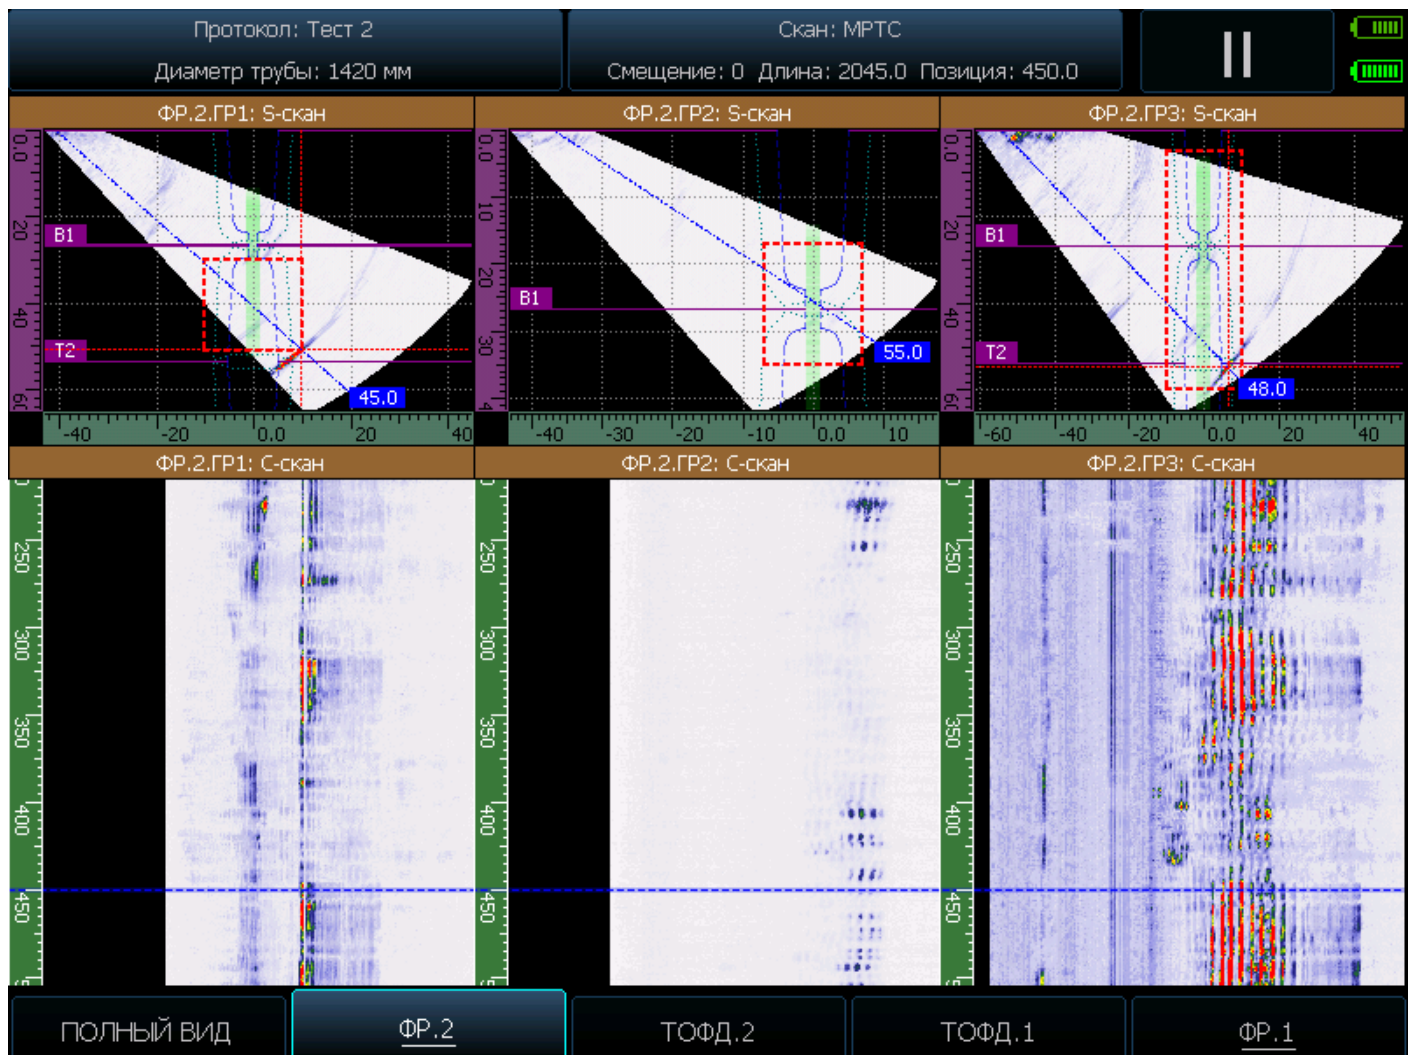 Протокол: Тест 2
Диаметр трубы: 1420 мм
Скан: МРТС
Смещение: 0 Длина: 2045.0 Позиция: 450.0
ФР.2.ГР1: S-скан
ФР.2.ГР2: S-скан
ФР.2.ГР3: S-скан
0.0
20
40
60
B1
T2
45.0
-40
-20
0.0
20
40
0.0
10
20
30
B1
55.0
-40
-30
-20
-10
0.0
10
0.0
20
40
60
B1
T2
48.0
-60
-40
-20
0.0
20
40
ФР.2.ГР1: C-скан
ФР.2.ГР2: C-скан
ФР.2.ГР3: C-скан
250
300
350
400
450
250
300
350
400
450
250
300
350
400
450
ПОЛНЫЙ ВИД
ФР.2
ТОФД.2
ТОФД.1
ФР.1